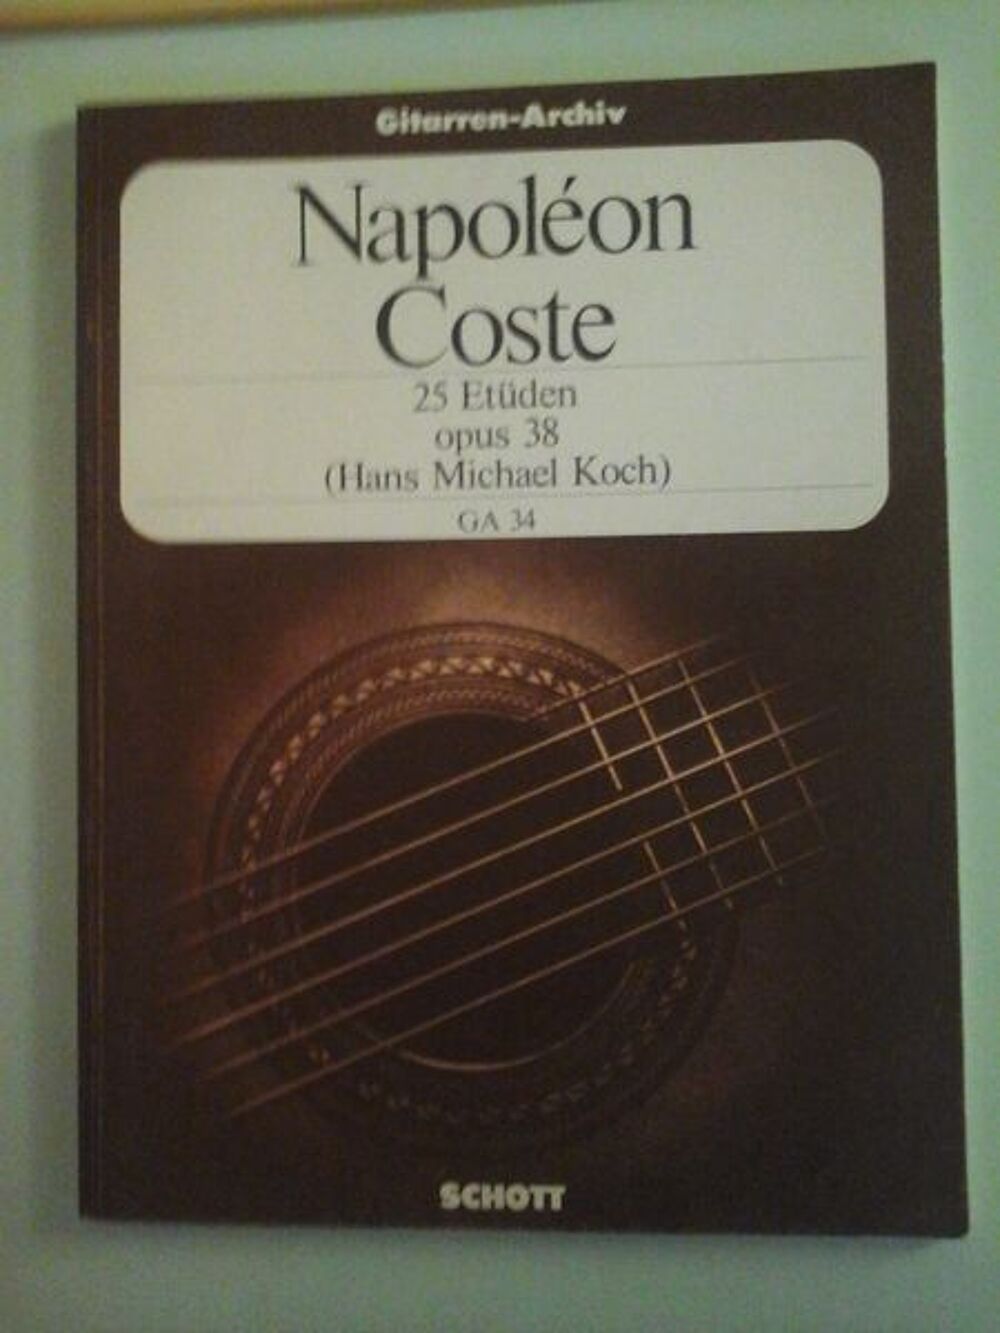 Gitarren-Archiv
Napoléon
Coste
25 Etüden
opus 38
(Hans Michael Koch)
GA 34
SCHOTT